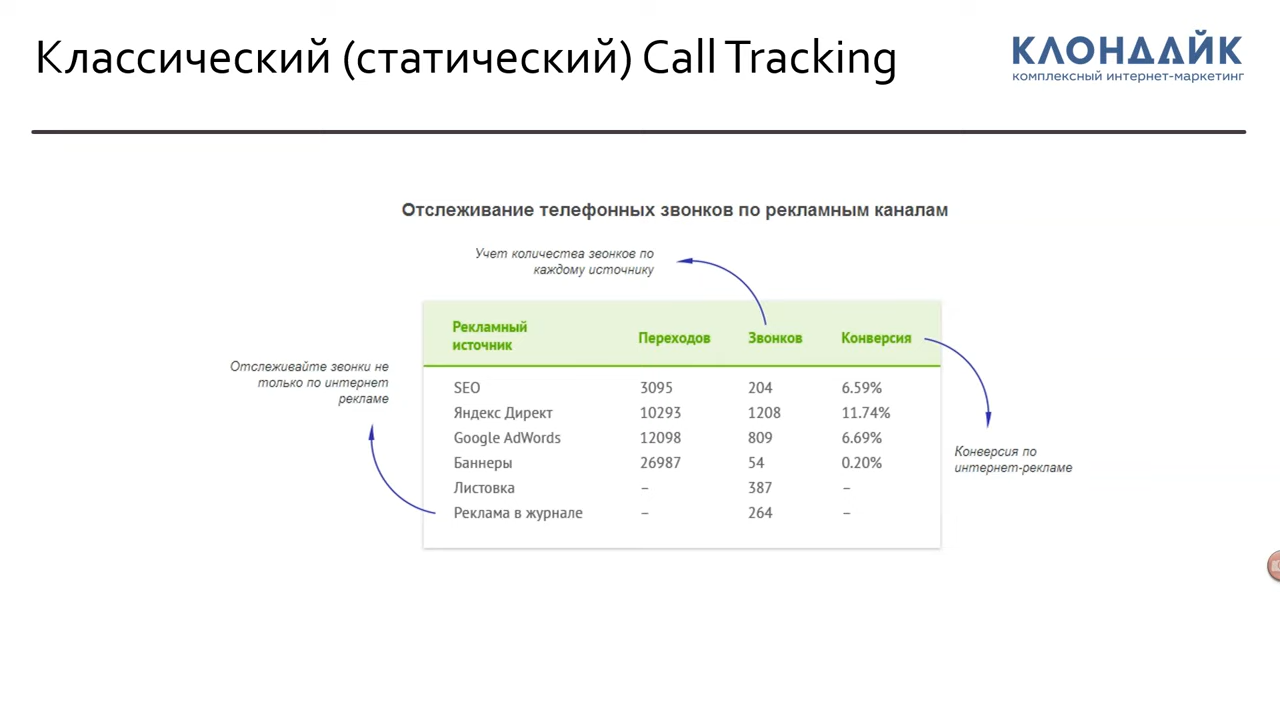 Классический (статический) Call Tracking
КЛОНДАЙК
комплексный интернет-маркетинг
Отслеживание телефонных звонков по рекламным каналам
Учет количества звонков по
каждому источнику
Рекламный
источник
Переходов
Звонков
Конверсия
Отслеживайте звонки не
только по интернет
рекламе
SEO 3095 204 6.59%
Яндекс Директ 10293 1208 11.74%
Google AdWords 12098 809 6.69%
Баннеры 26987 54 0.20%
Листовка – 387 –
Реклама в журнале – 264 –
Конверсия по
интернет-рекламе